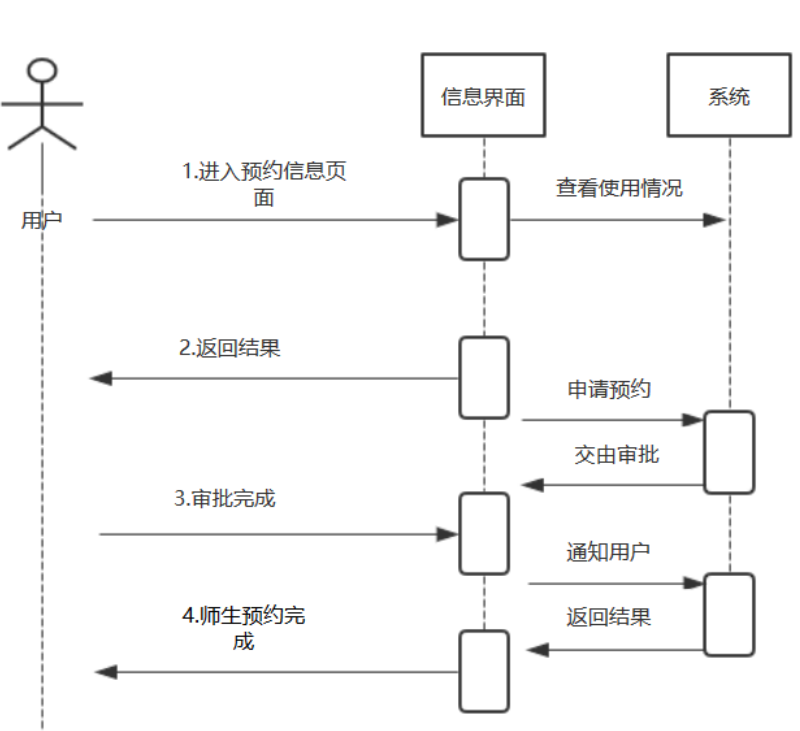 信息界面
系统
1.进入预约信息页
面
查看使用情况
用户
2.返回结果
申请预约
交由审批
3.审批完成
通知用户
4.师生预约完
成
返回结果